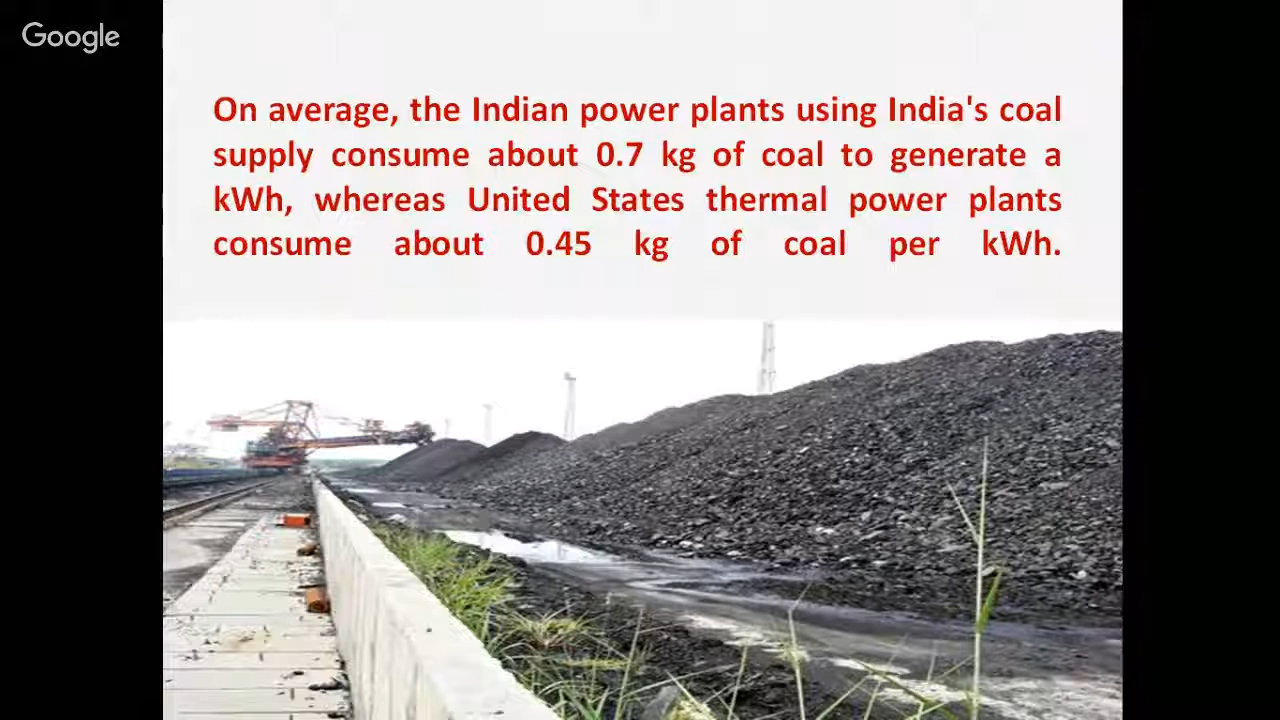 Google
On average, the Indian power plants using India's coal
supply consume about 0.7 kg of coal to generate a
kWh, whereas United States thermal power plants
consume about 0.45 kg of coal per kWh.